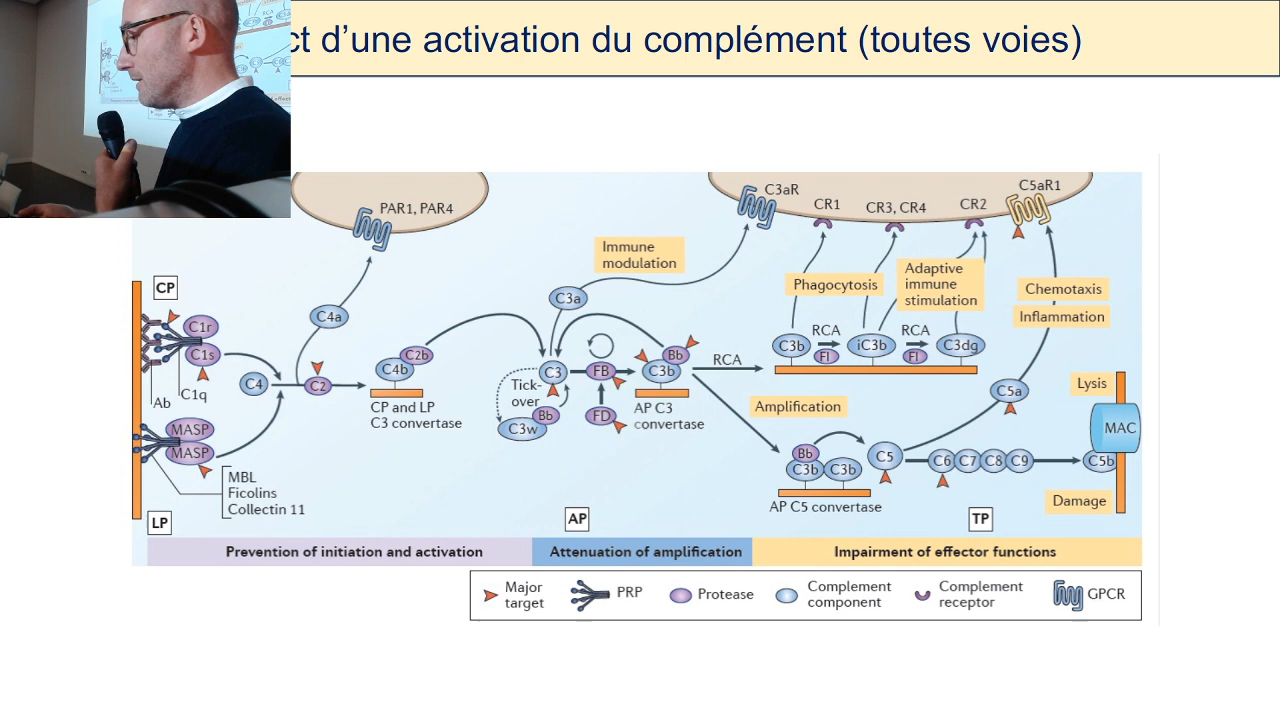 ct d’une activation du complément (toutes voies)
PAR1, PAR4
C3aR
CR1
CR3, CR4
CR2
C5aR1
Immune
modulation
Phagocytosis
Adaptive
immune
stimulation
Chemotaxis
Inflammation
CP
C1r
C1s
Ab
C1q
C4a
C4
C2
C2b
C4b
CP and LP
C3 convertase
MASP
MASP
MBL
Ficolins
Collectin 11
LP
C3a
C3
Tick-
over
Bb
C3w
FB
FD
Bb
C3b
AP C3
convertase
AP
RCA
C3b
RCA
FI
iC3b
RCA
FI
C3dg
Amplification
Bb
C3b
C3b
AP C5 convertase
C5
C5a
C6
C7
C8
C9
C5b
Lysis
MAC
Damage
TP
Prevention of initiation and activation
Attenuation of amplification
Impairment of effector functions
Major
target
PRP
Protease
Complement
component
Complement
receptor
GPCR